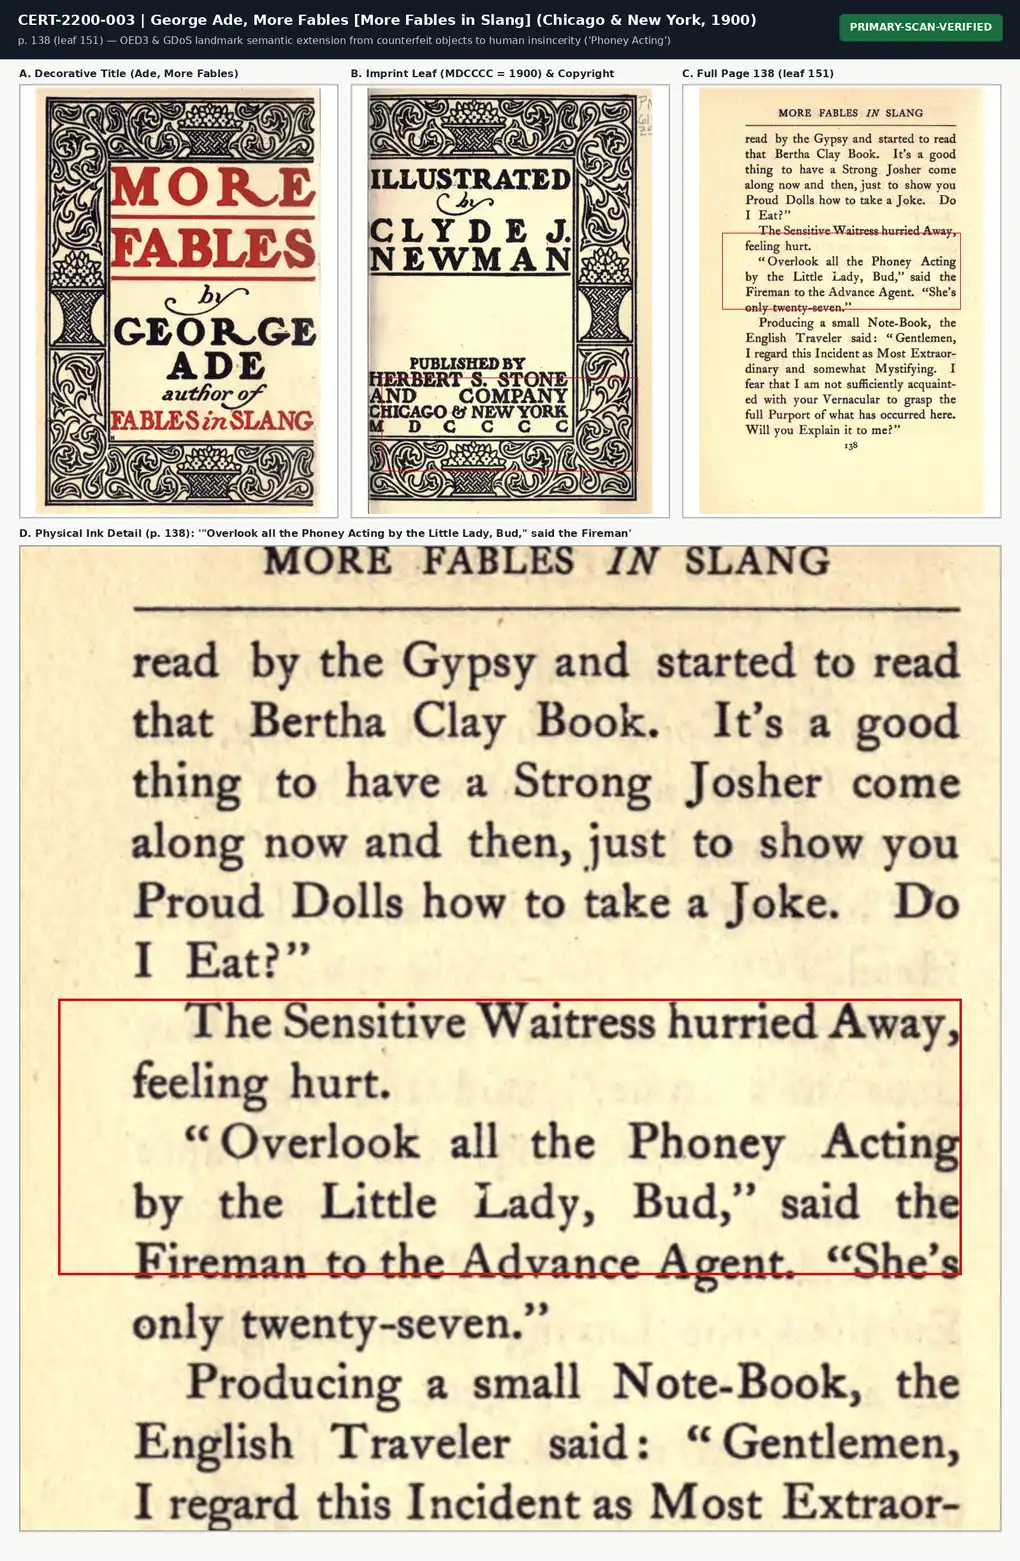 CERT-2200-003 | George Ade, More Fables [More Fables in Slang] (Chicago & New York, 1900)
p. 138 (leaf 151) — OED3 & GDoS landmark semantic extension from counterfeit objects to human insincerity ('Phoney Acting')
PRIMARY-SCAN-VERIFIED
A. Decorative Title (Ade, More Fables)
MORE
FABLES
by
GEORGE
ADE
author of
FABLES in SLANG
B. Imprint Leaf (MDCCCC = 1900) & Copyright
ILLUSTRATED
by
CLYDE J.
NEWMAN
PUBLISHED BY
HERBERT S. STONE
AND COMPANY
CHICAGO & NEW YORK
M D C C C C
C. Full Page 138 (leaf 151)
MORE FABLES IN SLANG
read by the Gypsy and started to read
that Bertha Clay Book. It's a good
thing to have a Strong Josher come
along now and then, just to show you
Proud Dolls how to take a Joke. Do
I Eat?”
The Sensitive Waitress hurried Away,
feeling hurt.
“Overlook all the Phoney Acting
by the Little Lady, Bud,” said the
Fireman to the Advance Agent. “She's
only twenty-seven.”
Producing a small Note-Book, the
English Traveler said: “Gentlemen,
I regard this Incident as Most Extraor-
dinary and somewhat Mystifying. I
fear that I am not sufficiently acquaint-
ed with your Vernacular to grasp the
full Purport of what has occurred here.
Will you Explain it to me?”
138
D. Physical Ink Detail (p. 138): '"Overlook all the Phoney Acting by the Little Lady, Bud," said the Fireman'
MORE FABLES IN SLANG
read by the Gypsy and started to read
that Bertha Clay Book. It's a good
thing to have a Strong Josher come
along now and then, just to show you
Proud Dolls how to take a Joke. Do
I Eat?”
The Sensitive Waitress hurried Away,
feeling hurt.
“Overlook all the Phoney Acting
by the Little Lady, Bud,” said the
Fireman to the Advance Agent. “She's
only twenty-seven.”
Producing a small Note-Book, the
English Traveler said: “Gentlemen,
I regard this Incident as Most Extraor-